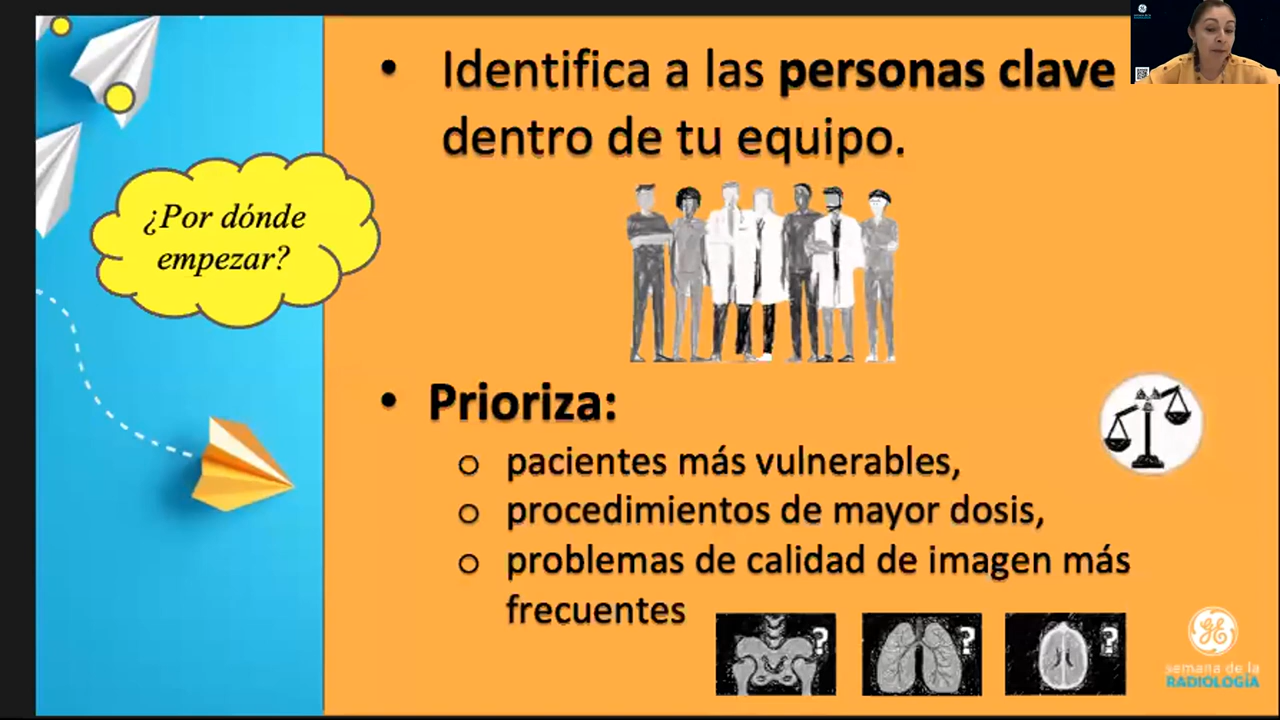 ¿Por dónde
empezar?
• Identifica a las personas clave
dentro de tu equipo.
• Prioriza:
o pacientes más vulnerables,
o procedimientos de mayor dosis,
o problemas de calidad de imagen más
frecuentes
? ? ?
GE
semana de la
RADIOLOGÍA